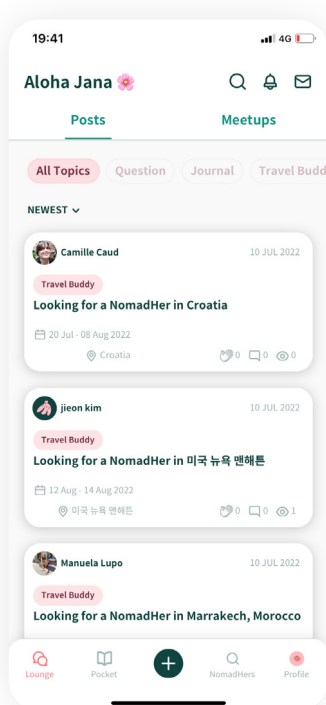 19:41
4G
Aloha Jana 🌸
Posts
Meetups
All Topics
Question
Journal
Travel Budd
NEWEST
Camille Caud
10 JUL 2022
Travel Buddy
Looking for a NomadHer in Croatia
20 Jul - 08 Aug 2022
Croatia
0
0
0
jieon kim
10 JUL 2022
Travel Buddy
Looking for a NomadHer in 미국 뉴욕 맨해튼
12 Aug - 14 Aug 2022
미국 뉴욕 맨해튼
0
0
1
Manuela Lupo
10 JUL 2022
Travel Buddy
Looking for a NomadHer in Marrakech, Morocco
Lounge
Pocket
NomadHers
Profile